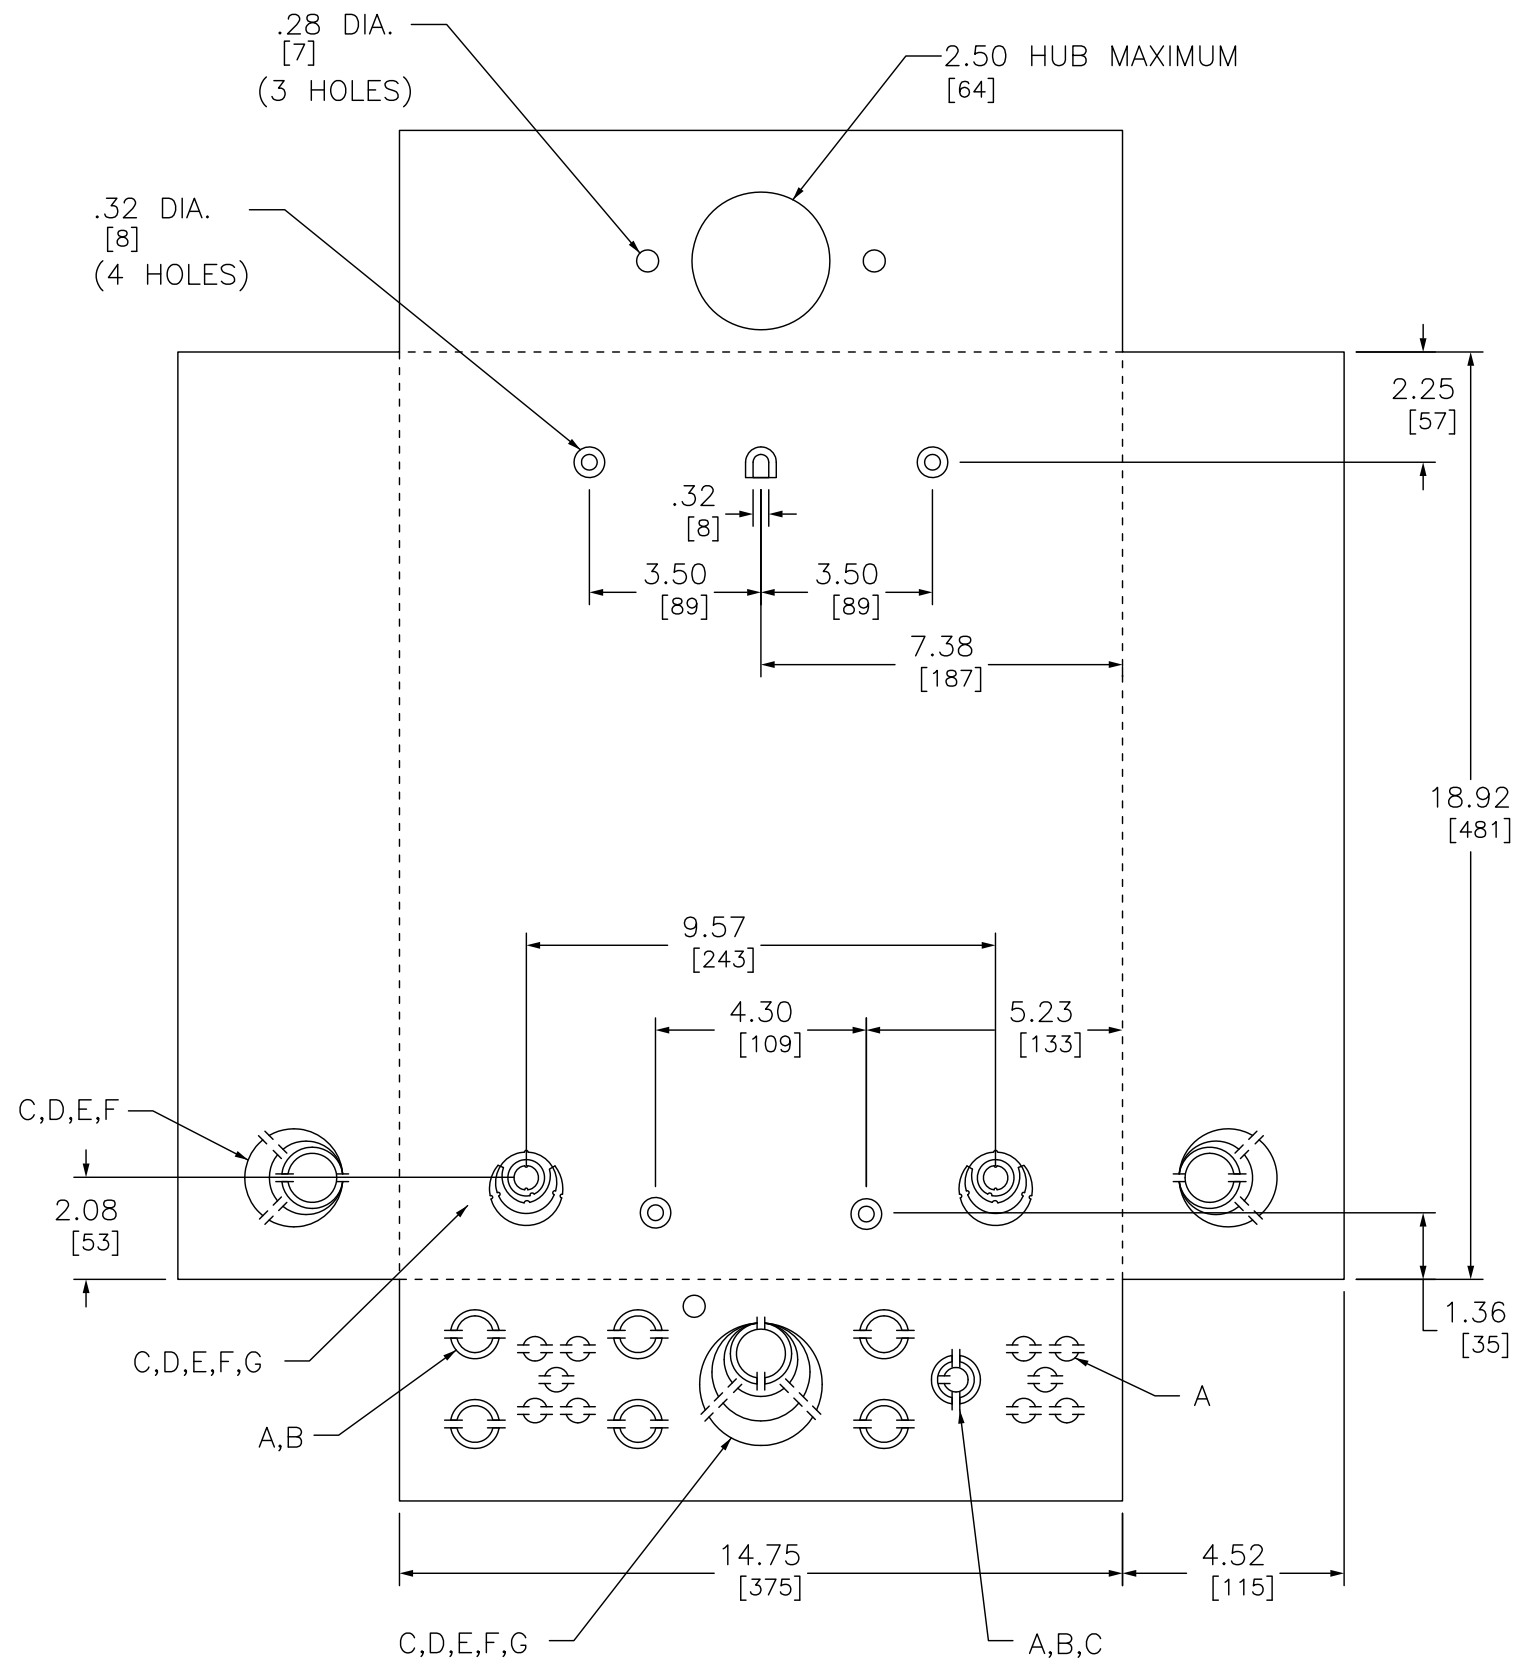 .28 DIA.
[7]
(3 HOLES)
2.50 HUB MAXIMUM
[64]
.32 DIA.
[8]
(4 HOLES)
2.25
[57]
.32
[8]
3.50
[89]
3.50
[89]
7.38
[187]
18.92
[481]
9.57
[243]
4.30
[109]
5.23
[133]
C,D,E,F
2.08
[53]
1.36
[35]
C,D,E,F,G
A
A,B
14.75
[375]
4.52
[115]
C,D,E,F,G
A,B,C